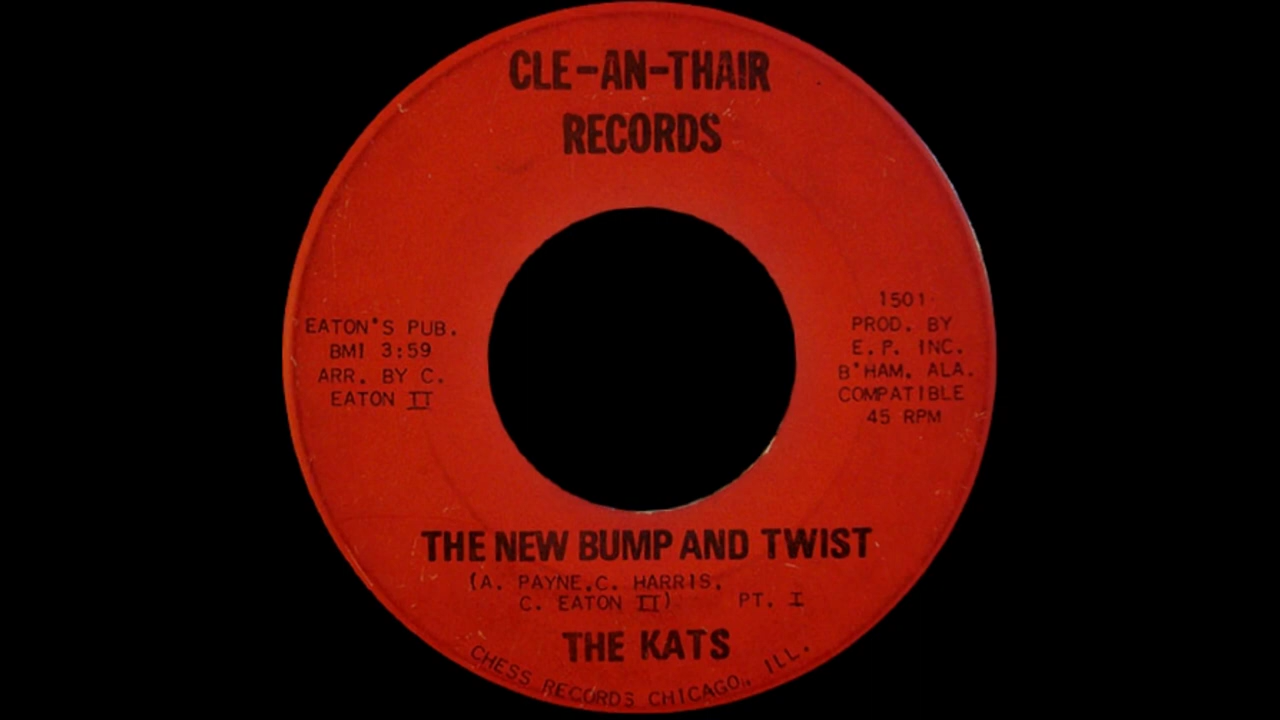 CLE-AN-THAIR
RECORDS
EATON'S PUB.
BMI 3:59
ARR. BY C.
EATON II
1501
PROD. BY
E.P. INC.
B'HAM, ALA.
COMPATIBLE
45 RPM
THE NEW BUMP AND TWIST
(A. PAYNE,C. HARRIS,
C. EATON II) PT. I
THE KATS
CHESS RECORDS CHICAGO, ILL.